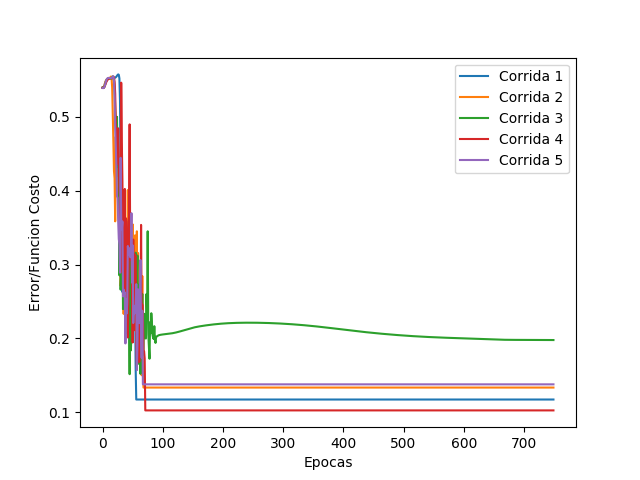 Corrida 1
Corrida 2
Corrida 3
Corrida 4
Corrida 5
Error/Funcion Costo
0.5
0.4
0.3
0.2
0.1
0 100 200 300 400 500 600 700
Epocas